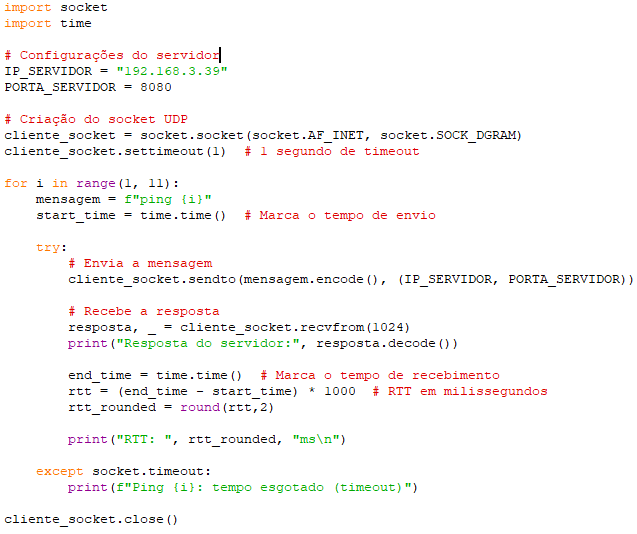 import socket
import time

# Configurações do servidor
IP_SERVIDOR = "192.168.3.39"
PORTA_SERVIDOR = 8080

# Criação do socket UDP
cliente_socket = socket.socket(socket.AF_INET, socket.SOCK_DGRAM)
cliente_socket.settimeout(1)  # 1 segundo de timeout

for i in range(1, 11):
    mensagem = f"ping {i}"
    start_time = time.time()  # Marca o tempo de envio

    try:
        # Envia a mensagem
        cliente_socket.sendto(mensagem.encode(), (IP_SERVIDOR, PORTA_SERVIDOR))

        # Recebe a resposta
        resposta, _ = cliente_socket.recvfrom(1024)
        print("Resposta do servidor:", resposta.decode())

        end_time = time.time()  # Marca o tempo de recebimento
        rtt = (end_time - start_time) * 1000  # RTT em milissegundos
        rtt_rounded = round(rtt,2)

        print("RTT: ", rtt_rounded, "ms\n")

    except socket.timeout:
        print(f"Ping {i}: tempo esgotado (timeout)")

cliente_socket.close()